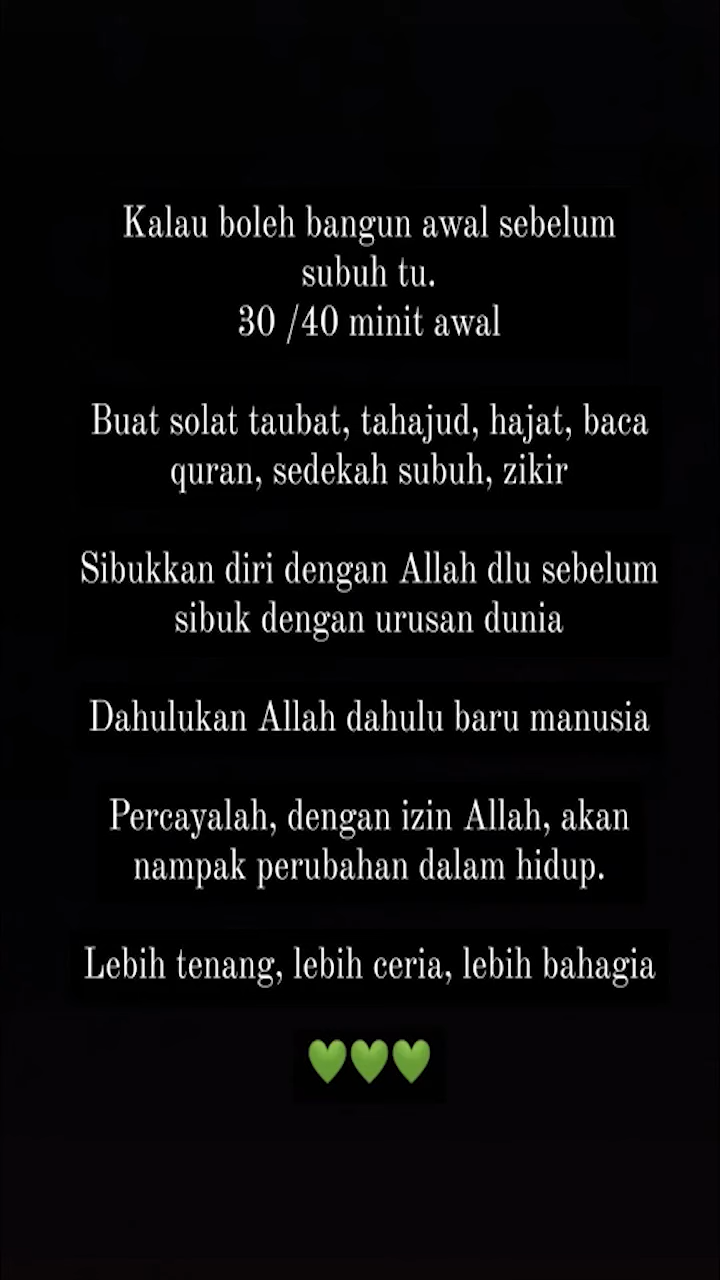 Kalau boleh bangun awal sebelum
subuh tu.
30 /40 minit awal
Buat solat taubat, tahajud, hajat, baca
quran, sedekah subuh, zikir
Sibukkan diri dengan Allah dlu sebelum
sibuk dengan urusan dunia
Dahulukan Allah dahulu baru manusia
Percayalah, dengan izin Allah, akan
nampak perubahan dalam hidup.
Lebih tenang, lebih ceria, lebih bahagia
💚💚💚